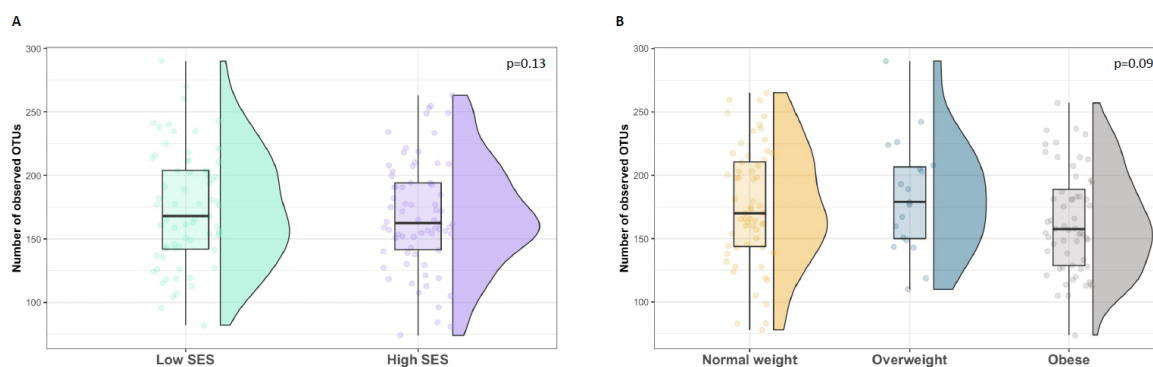 A
B
p=0.13
p=0.09
Number of observed OTUs
300
250
200
150
100
Low SES
High SES
Number of observed OTUs
300
250
200
150
100
Normal weight
Overweight
Obese